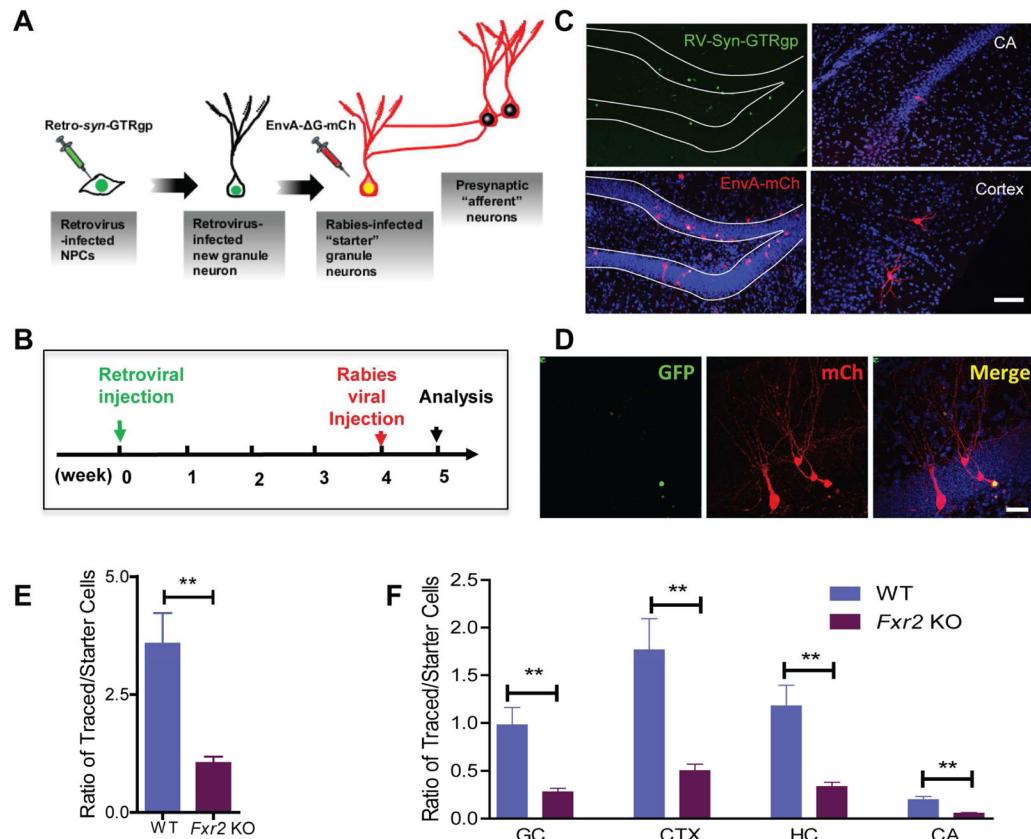 A
Retro-syn-GTRgp
EnvA-ΔG-mCh
Retrovirus
-infected
NPCs
Retrovirus-
infected
new granule
neuron
Rabies-infected
“starter”
granule
neurons
Presynaptic
“afferent”
neurons
B
Retroviral
injection
Rabies
viral
Injection
Analysis
(week) 0 1 2 3 4 5
C
RV-Syn-GTRgp
CA
EnvA-mCh
Cortex
D
GFP
mCh
Merge
E
Ratio of Traced/Starter Cells
5.0
2.5
0.0
**
WT
Fxr2 KO
F
Ratio of Traced/Starter Cells
2.5
2.0
1.5
1.0
0.5
0.0
**
**
**
**
WT
Fxr2 KO
GC
CTX
HC
CA